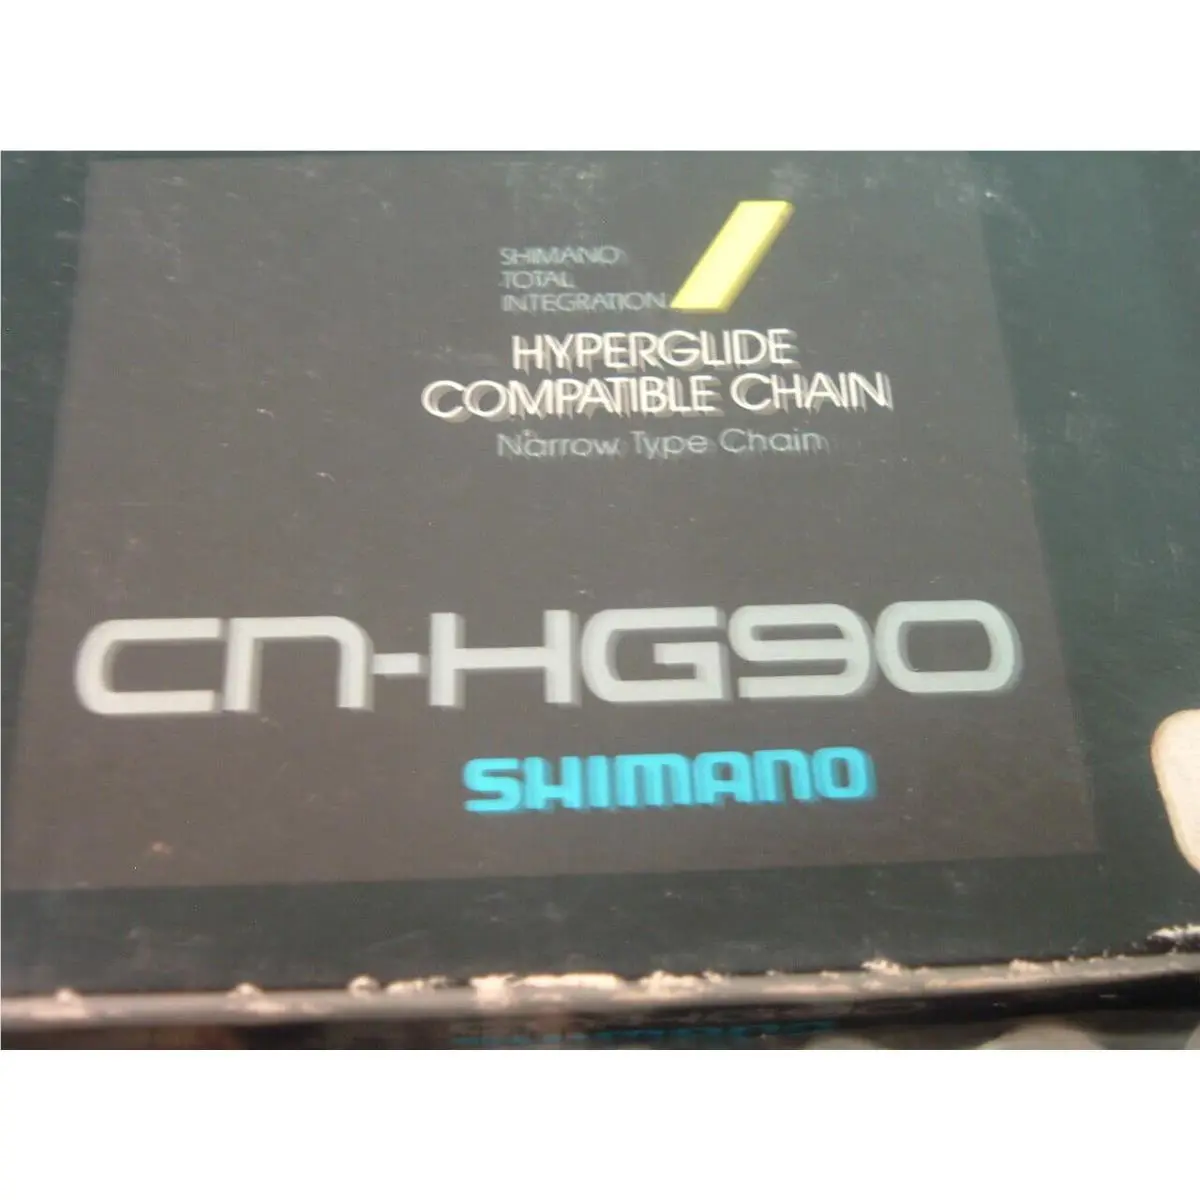 SHIMANO
TOTAL
INTEGRATION
HYPERGLIDE
COMPATIBLE CHAIN
Narrow Type Chain
CN-HG90
SHIMANO